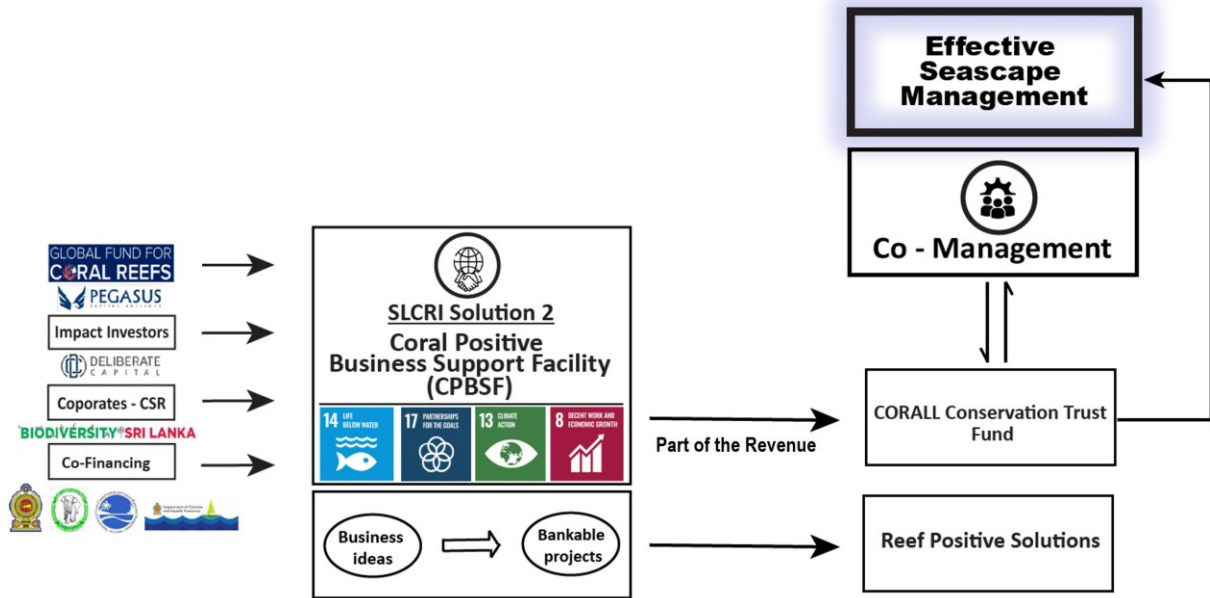 GLOBAL FUND FOR
CORAL REEFS
PEGASUS
CAPITAL ADVISORS
Impact Investors
DELIBERATE
CAPITAL
Coporates - CSR
BIODIVERSITY SRI LANKA
Co-Financing
SLCRI Solution 2
Coral Positive
Business Support Facility
(CPBSF)
14 LIFE
BELOW WATER
17 PARTNERSHIPS
FOR THE GOALS
13 CLIMATE
ACTION
8 DECENT WORK AND
ECONOMIC GROWTH
Business
ideas
Bankable
projects
Part of the Revenue
Effective
Seascape
Management
Co - Management
CORALL Conservation Trust
Fund
Reef Positive Solutions